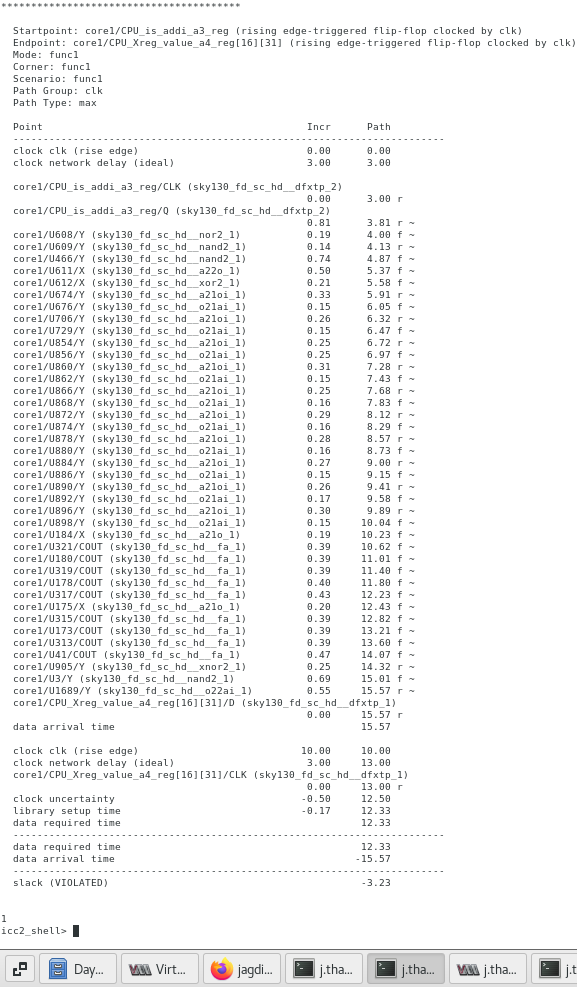 ****************************************
Startpoint: core1/CPU_is_addi_a3_reg (rising edge-triggered flip-flop clocked by clk)
Endpoint: core1/CPU_Xreg_value_a4_reg[16][31] (rising edge-triggered flip-flop clocked by clk)
Mode: func1
Corner: func1
Scenario: func1
Path Group: clk
Path Type: max
Point Incr Path
------------------------------------------------------------------------
clock clk (rise edge) 0.00 0.00
clock network delay (ideal) 3.00 3.00
core1/CPU_is_addi_a3_reg/CLK (sky130_fd_sc_hd__dfxtp_2)
0.00 3.00 r
core1/CPU_is_addi_a3_reg/Q (sky130_fd_sc_hd__dfxtp_2)
0.81 3.81 r ~
core1/U608/Y (sky130_fd_sc_hd__nor2_1) 0.19 4.00 f ~
core1/U609/Y (sky130_fd_sc_hd__nand2_1) 0.14 4.13 r ~
core1/U466/Y (sky130_fd_sc_hd__nand2_1) 0.74 4.87 f ~
core1/U611/X (sky130_fd_sc_hd__a22o_1) 0.50 5.37 f ~
core1/U612/X (sky130_fd_sc_hd__xor2_1) 0.21 5.58 f ~
core1/U674/Y (sky130_fd_sc_hd__a21oi_1) 0.33 5.91 r ~
core1/U676/Y (sky130_fd_sc_hd__o21ai_1) 0.15 6.05 f ~
core1/U706/Y (sky130_fd_sc_hd__a21oi_1) 0.26 6.32 r ~
core1/U729/Y (sky130_fd_sc_hd__o21ai_1) 0.15 6.47 f ~
core1/U854/Y (sky130_fd_sc_hd__a21oi_1) 0.25 6.72 r ~
core1/U856/Y (sky130_fd_sc_hd__o21ai_1) 0.25 6.97 f ~
core1/U860/Y (sky130_fd_sc_hd__a21oi_1) 0.31 7.28 r ~
core1/U862/Y (sky130_fd_sc_hd__o21ai_1) 0.15 7.43 f ~
core1/U866/Y (sky130_fd_sc_hd__a21oi_1) 0.25 7.68 r ~
core1/U868/Y (sky130_fd_sc_hd__o21ai_1) 0.16 7.83 f ~
core1/U872/Y (sky130_fd_sc_hd__a21oi_1) 0.29 8.12 r ~
core1/U874/Y (sky130_fd_sc_hd__o21ai_1) 0.16 8.29 f ~
core1/U878/Y (sky130_fd_sc_hd__a21oi_1) 0.28 8.57 r ~
core1/U880/Y (sky130_fd_sc_hd__o21ai_1) 0.16 8.73 f ~
core1/U884/Y (sky130_fd_sc_hd__a21oi_1) 0.27 9.00 r ~
core1/U886/Y (sky130_fd_sc_hd__o21ai_1) 0.15 9.15 f ~
core1/U890/Y (sky130_fd_sc_hd__a21oi_1) 0.26 9.41 r ~
core1/U892/Y (sky130_fd_sc_hd__o21ai_1) 0.17 9.58 f ~
core1/U896/Y (sky130_fd_sc_hd__a21oi_1) 0.30 9.89 r ~
core1/U898/Y (sky130_fd_sc_hd__o21ai_1) 0.15 10.04 f ~
core1/U184/X (sky130_fd_sc_hd__a21o_1) 0.19 10.23 f ~
core1/U321/COUT (sky130_fd_sc_hd__fa_1) 0.39 10.62 f ~
core1/U180/COUT (sky130_fd_sc_hd__fa_1) 0.39 11.01 f ~
core1/U319/COUT (sky130_fd_sc_hd__fa_1) 0.39 11.40 f ~
core1/U178/COUT (sky130_fd_sc_hd__fa_1) 0.40 11.80 f ~
core1/U317/COUT (sky130_fd_sc_hd__fa_1) 0.43 12.23 f ~
core1/U175/X (sky130_fd_sc_hd__a21o_1) 0.20 12.43 f ~
core1/U315/COUT (sky130_fd_sc_hd__fa_1) 0.39 12.82 f ~
core1/U173/COUT (sky130_fd_sc_hd__fa_1) 0.39 13.21 f ~
core1/U313/COUT (sky130_fd_sc_hd__fa_1) 0.39 13.60 f ~
core1/U41/COUT (sky130_fd_sc_hd__fa_1) 0.47 14.07 f ~
core1/U905/Y (sky130_fd_sc_hd__xnor2_1) 0.25 14.32 r ~
core1/U3/Y (sky130_fd_sc_hd__nand2_1) 0.69 15.01 f ~
core1/U1689/Y (sky130_fd_sc_hd__o22ai_1) 0.55 15.57 r ~
core1/CPU_Xreg_value_a4_reg[16][31]/D (sky130_fd_sc_hd__dfxtp_1)
0.00 15.57 r
data arrival time 15.57
clock clk (rise edge) 10.00 10.00
clock network delay (ideal) 3.00 13.00
core1/CPU_Xreg_value_a4_reg[16][31]/CLK (sky130_fd_sc_hd__dfxtp_1)
0.00 13.00 r
clock uncertainty -0.50 12.50
library setup time -0.17 12.33
data required time 12.33
------------------------------------------------------------------------
data required time 12.33
data arrival time -15.57
------------------------------------------------------------------------
slack (VIOLATED) -3.23
1
icc2_shell>
Day... Virt... jagdi... j.tha... j.tha... j.tha... j.t